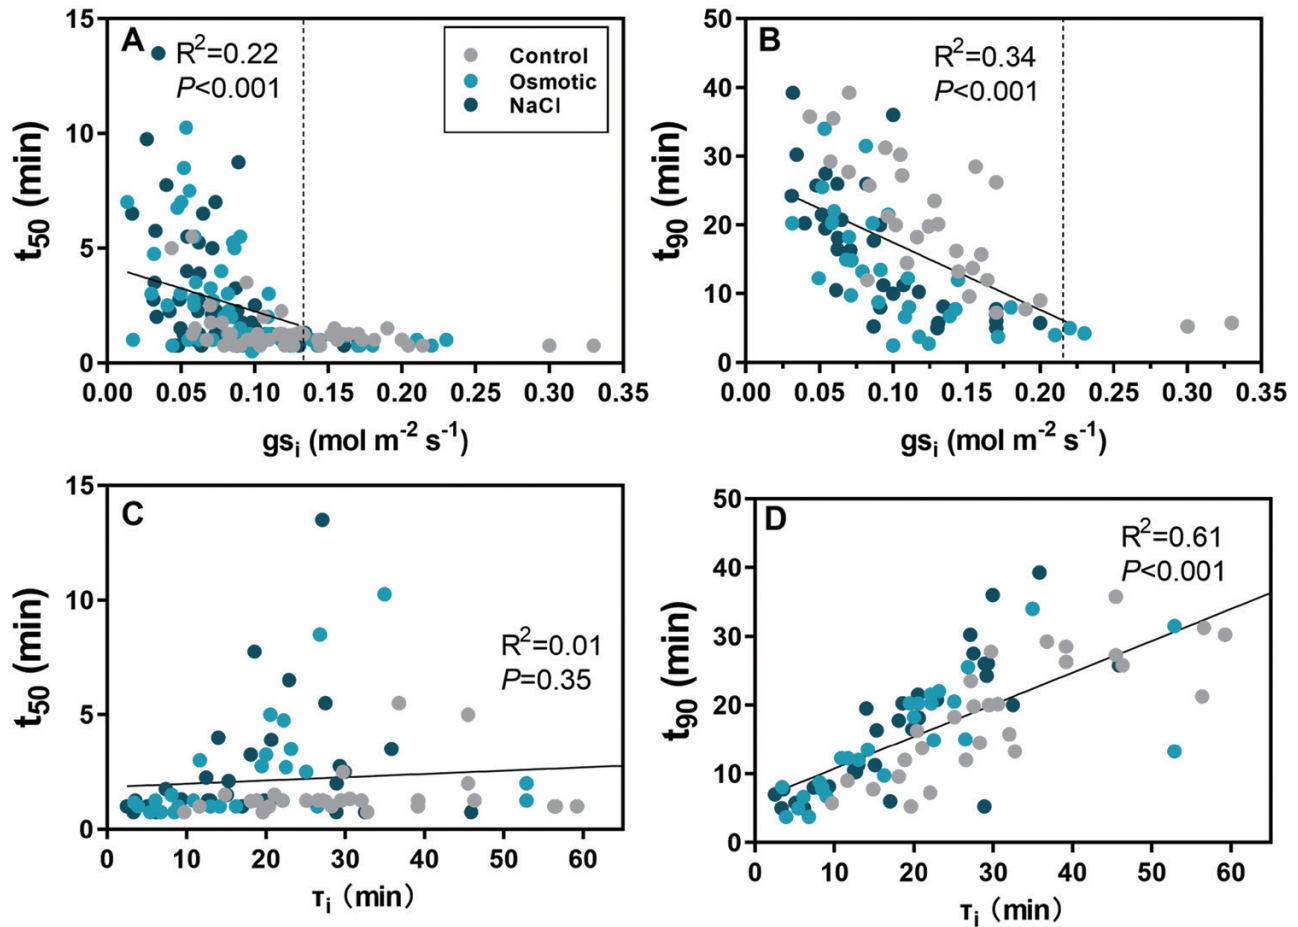 A
R²=0.22
P<0.001
Control
Osmotic
NaCl
15
10
5
0
t₅₀ (min)
0.00 0.05 0.10 0.15 0.20 0.25 0.30 0.35
gsᵢ (mol m⁻² s⁻¹)
B
R²=0.34
P<0.001
50
40
30
20
10
0
t₉₀ (min)
0.00 0.05 0.10 0.15 0.20 0.25 0.30 0.35
gsᵢ (mol m⁻² s⁻¹)
C
R²=0.01
P=0.35
15
10
5
0
t₅₀ (min)
0 10 20 30 40 50 60
τᵢ (min)
D
R²=0.61
P<0.001
50
40
30
20
10
0
t₉₀ (min)
0 10 20 30 40 50 60
τᵢ (min)